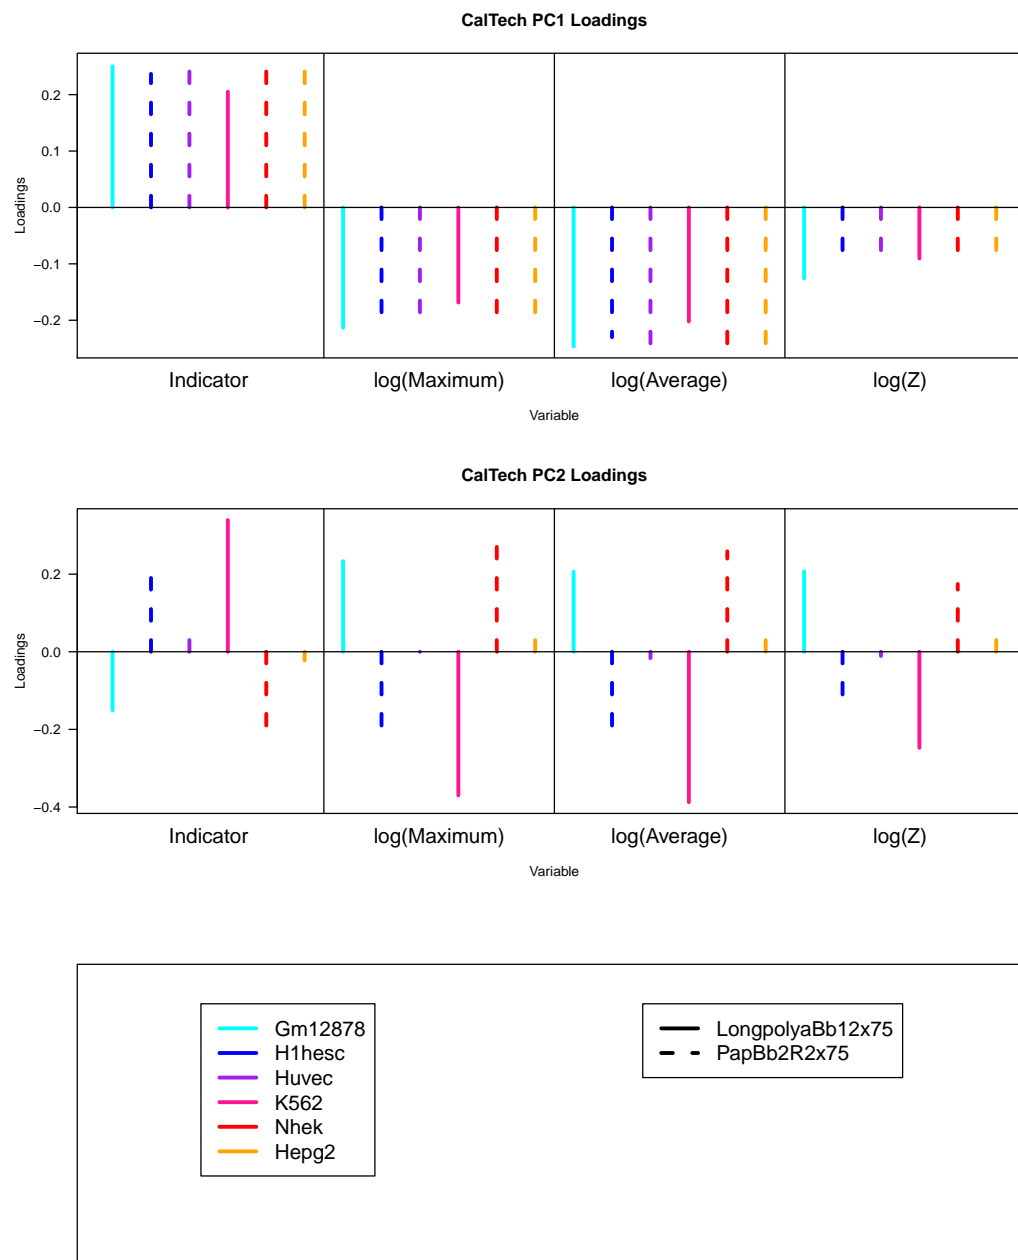 CalTech PC1 Loadings
Loadings
0.2
0.1
0.0
−0.1
−0.2
Indicator log(Maximum) log(Average) log(Z)
Variable
CalTech PC2 Loadings
Loadings
0.2
0.0
−0.2
−0.4
Indicator log(Maximum) log(Average) log(Z)
Variable
Gm12878
H1hesc
Huvec
K562
Nhek
Hepg2
LongpolyaBb12x75
PapBb2R2x75